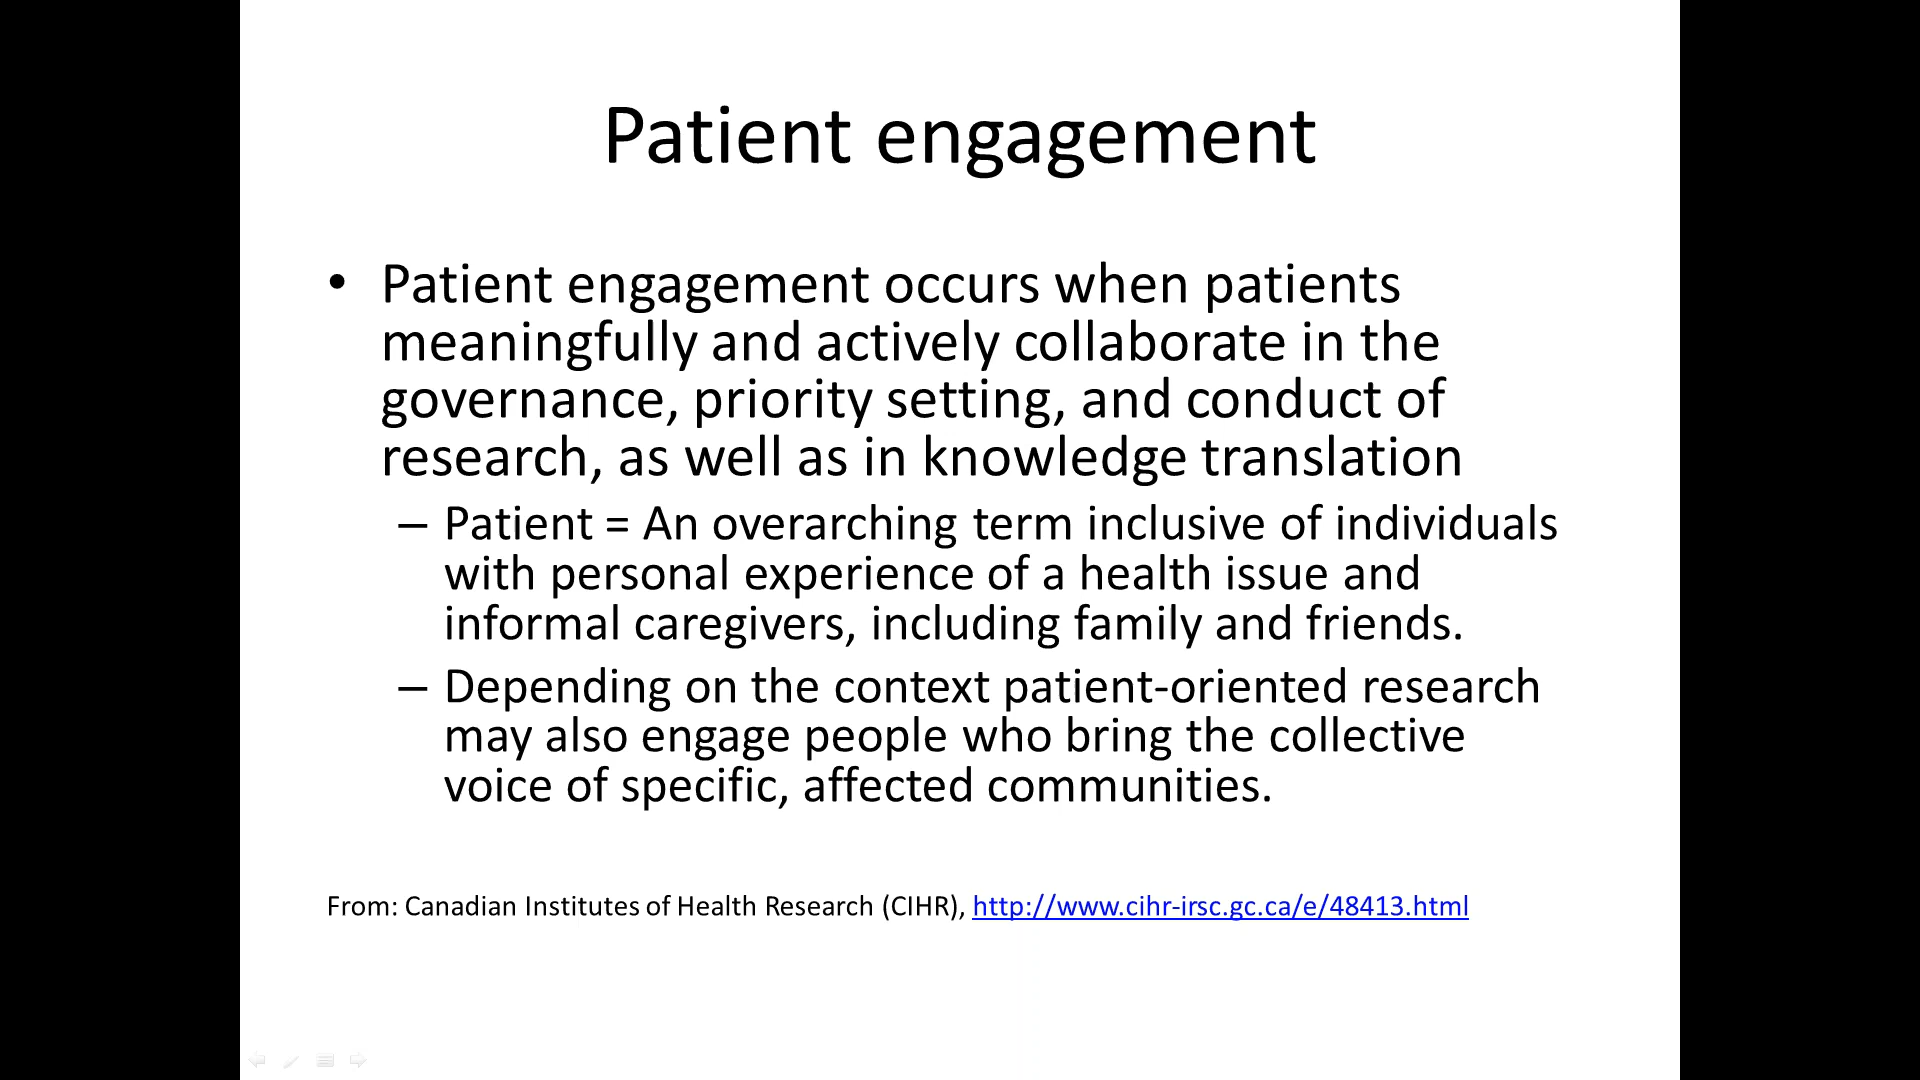 Patient engagement
• Patient engagement occurs when patients
meaningfully and actively collaborate in the
governance, priority setting, and conduct of
research, as well as in knowledge translation
– Patient = An overarching term inclusive of individuals
with personal experience of a health issue and
informal caregivers, including family and friends.
– Depending on the context patient-oriented research
may also engage people who bring the collective
voice of specific, affected communities.
From: Canadian Institutes of Health Research (CIHR), http://www.cihr-irsc.gc.ca/e/48413.html